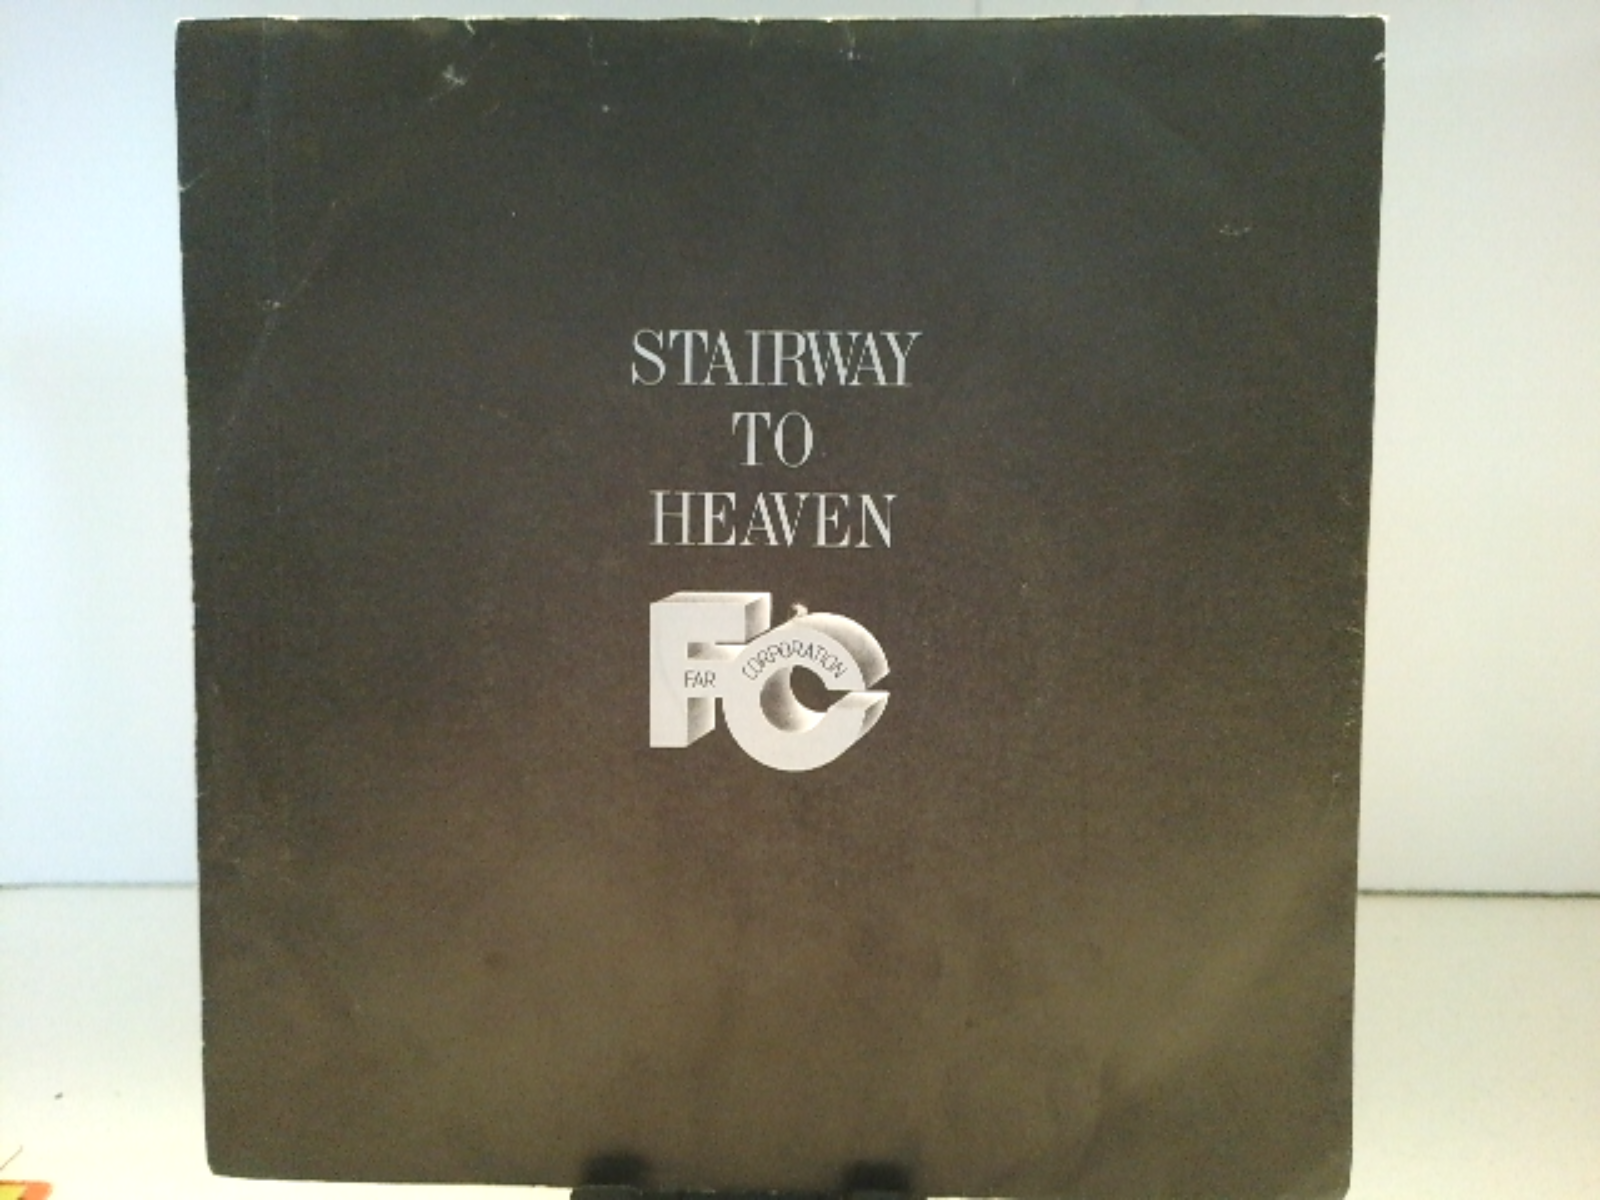 STAIRWAY
TO
HEAVEN
FC
FAR CORPORATION